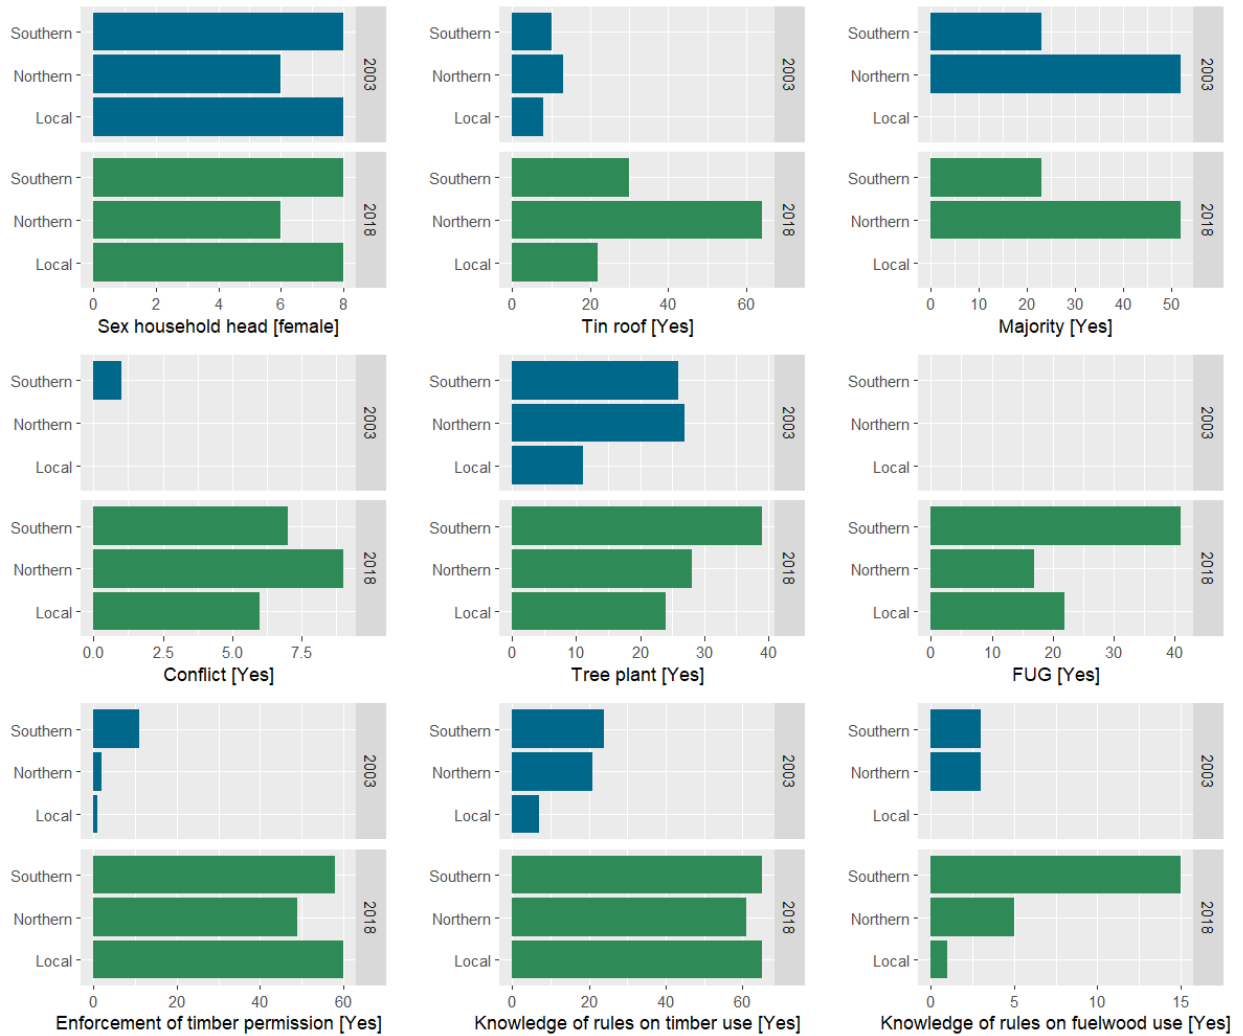 Southern
Northern
Local
2003
Southern
Northern
Local
2018
0 2 4 6 8
Sex household head [female]
Southern
Northern
Local
2003
Southern
Northern
Local
2018
0 20 40 60
Tin roof [Yes]
Southern
Northern
Local
2003
Southern
Northern
Local
2018
0 10 20 30 40 50
Majority [Yes]
Southern
Northern
Local
2003
Southern
Northern
Local
2018
0.0 2.5 5.0 7.5
Conflict [Yes]
Southern
Northern
Local
2003
Southern
Northern
Local
2018
0 10 20 30 40
Tree plant [Yes]
Southern
Northern
Local
2003
Southern
Northern
Local
2018
0 10 20 30 40
FUG [Yes]
Southern
Northern
Local
2003
Southern
Northern
Local
2018
0 20 40 60
Enforcement of timber permission [Yes]
Southern
Northern
Local
2003
Southern
Northern
Local
2018
0 20 40 60
Knowledge of rules on timber use [Yes]
Southern
Northern
Local
2003
Southern
Northern
Local
2018
0 5 10 15
Knowledge of rules on fuelwood use [Yes]